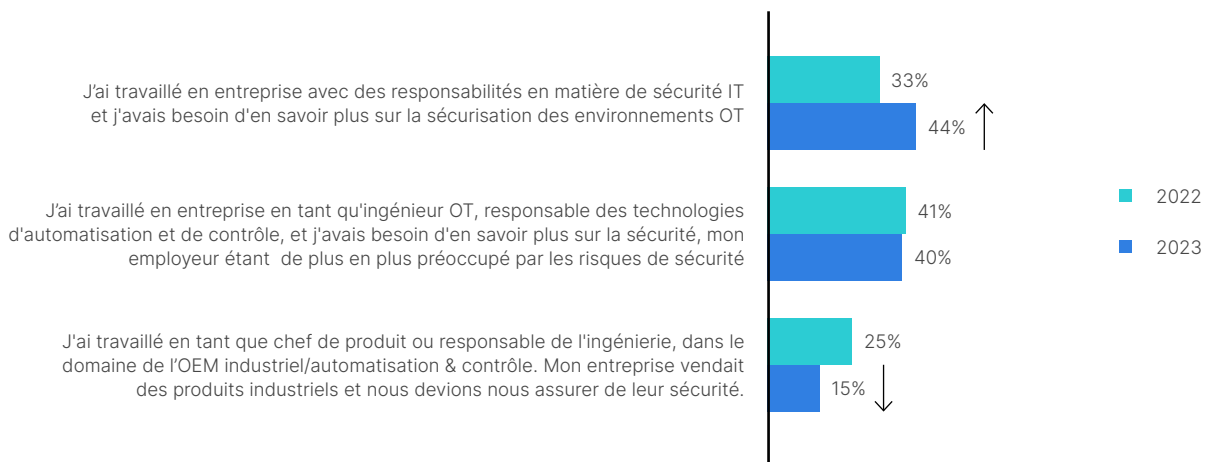 J’ai travaillé en entreprise avec des responsabilités en matière de sécurité IT
et j'avais besoin d'en savoir plus sur la sécurisation des environnements OT
33%
44%
J’ai travaillé en entreprise en tant qu'ingénieur OT, responsable des technologies
d'automatisation et de contrôle, et j'avais besoin d'en savoir plus sur la sécurité, mon
employeur étant de plus en plus préoccupé par les risques de sécurité
41%
40%
J'ai travaillé en tant que chef de produit ou responsable de l'ingénierie, dans le
domaine de l’OEM industriel/automatisation & contrôle. Mon entreprise vendait
des produits industriels et nous devions nous assurer de leur sécurité.
25%
15%
2022
2023